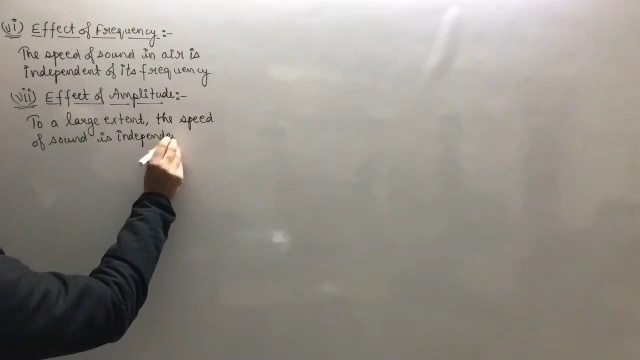 (vi) Effect of Frequency:-
The speed of sound in air is
independent of its frequency
(vii) Effect of Amplitude:-
To a large extent, the speed
of sound is independe